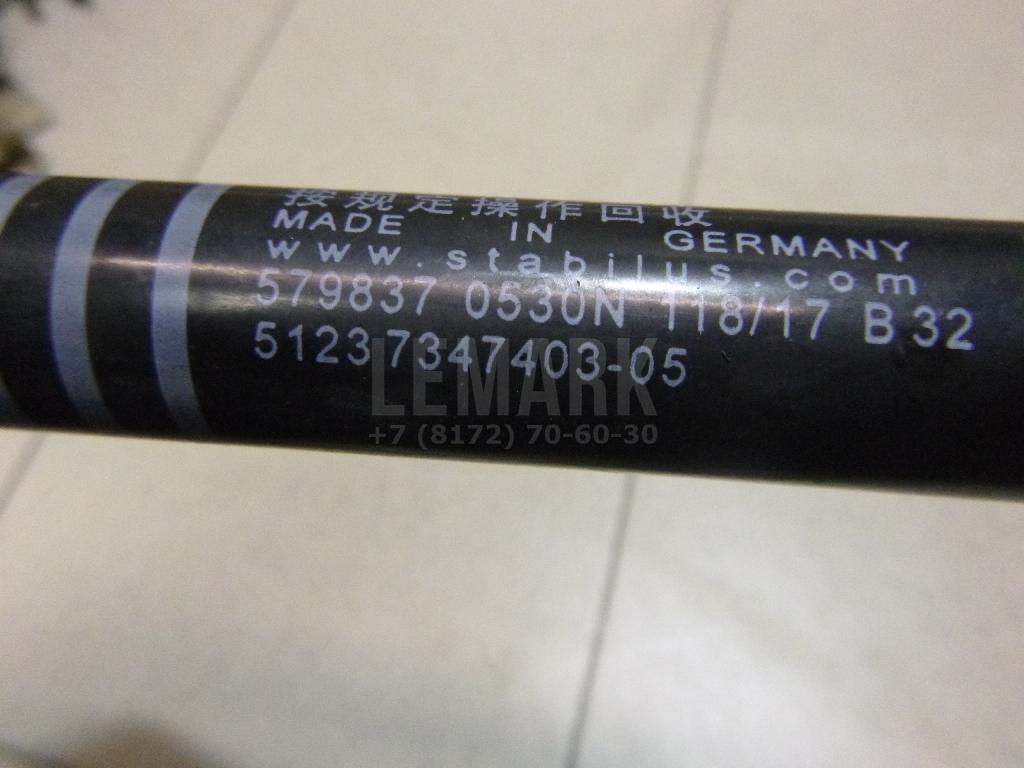 按规定操作回收
MADE IN GERMANY
www.stabilus.com
579837 0530N 118/17 B 32
51237347403-05
LEMARK
+7 (8172) 70-60-30